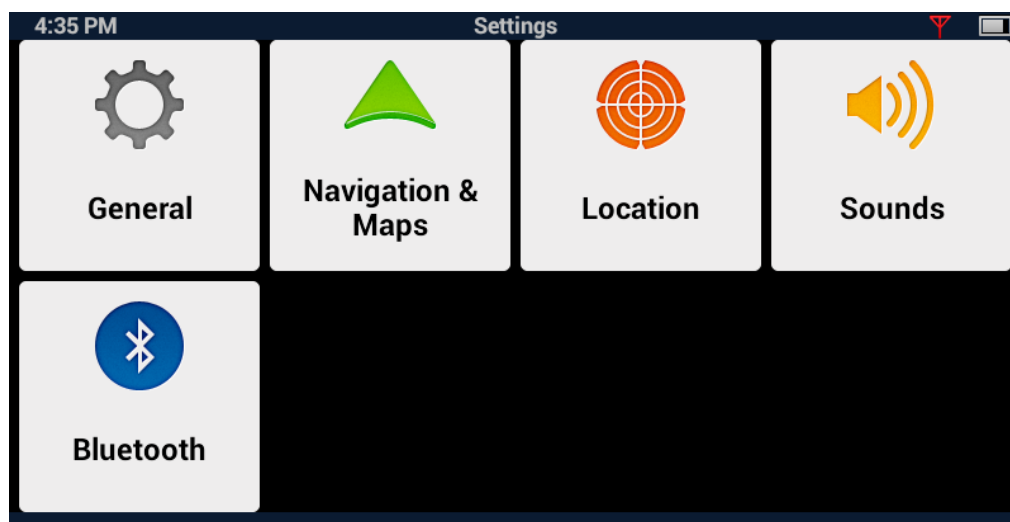 4:35 PM Settings
General
Navigation &
Maps
Location
Sounds
Bluetooth